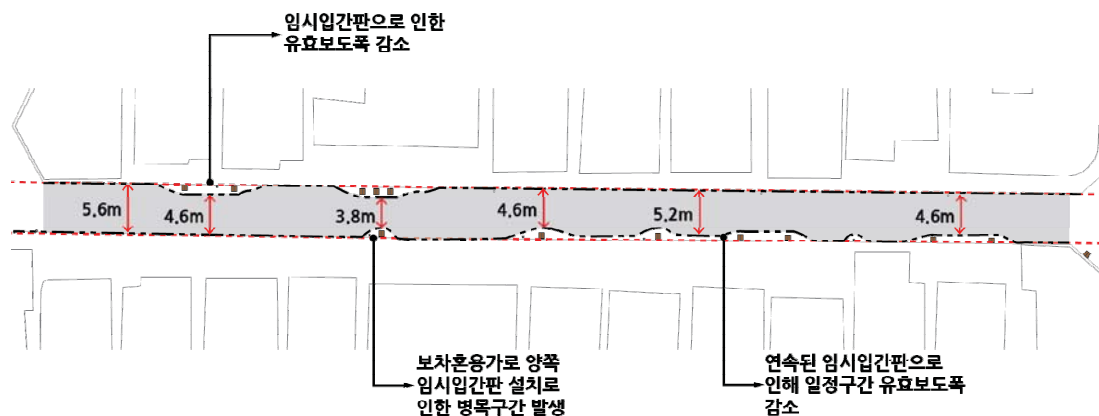 임시입간판으로 인한
유효보도폭 감소
5.6m
4.6m
3.8m
4.6m
5.2m
4.6m
보차혼용가로 양쪽
임시입간판 설치로
인한 병목구간 발생
연속된 임시입간판으로
인해 일정구간 유효보도폭
감소